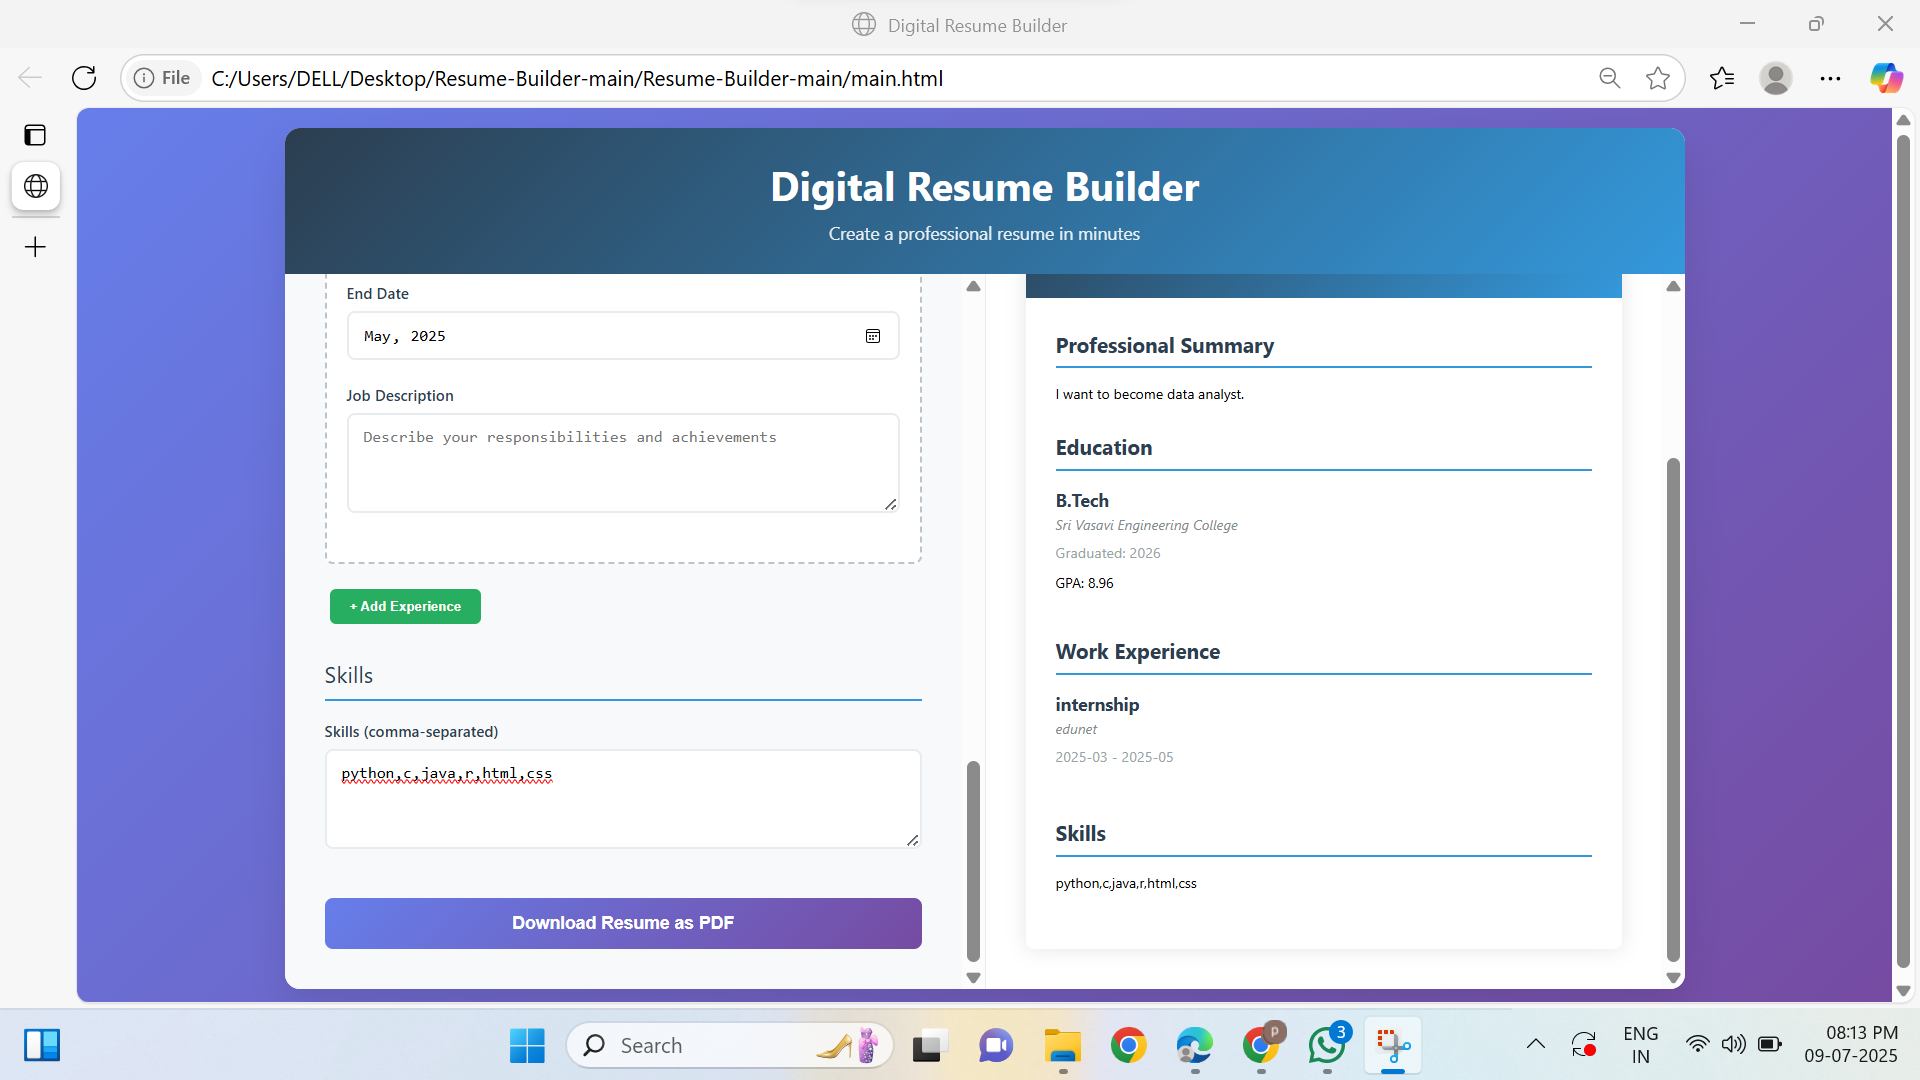 Digital Resume Builder
File
C:/Users/DELL/Desktop/Resume-Builder-main/Resume-Builder-main/main.html
Digital Resume Builder
Create a professional resume in minutes
End Date
May, 2025
Job Description
Describe your responsibilities and achievements
+ Add Experience
Skills
Skills (comma-separated)
python,c,java,r,html,css
Download Resume as PDF
Professional Summary
I want to become data analyst.
Education
B.Tech
Sri Vasavi Engineering College
Graduated: 2026
GPA: 8.96
Work Experience
internship
edunet
2025-03 - 2025-05
Skills
python,c,java,r,html,css
Search
P
3
ENG
IN
08:13 PM
09-07-2025